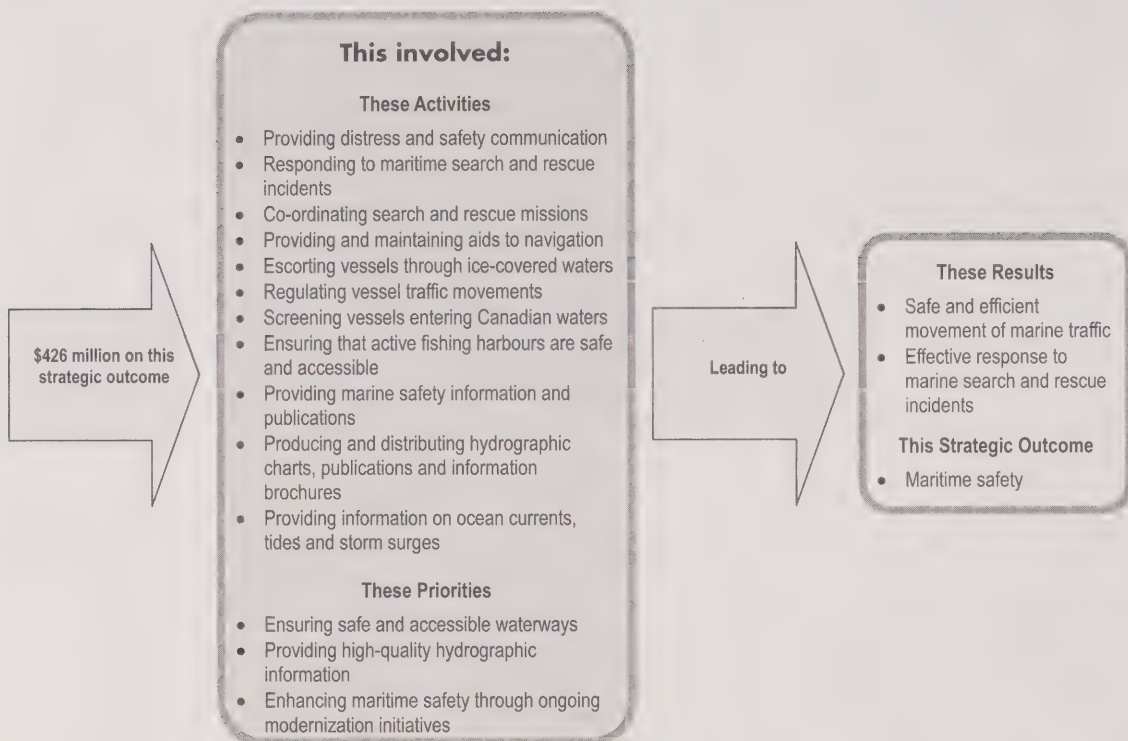 $426 million on this
strategic outcome
This involved:
These Activities
• Providing distress and safety communication
• Responding to maritime search and rescue
incidents
• Co-ordinating search and rescue missions
• Providing and maintaining aids to navigation
• Escorting vessels through ice-covered waters
• Regulating vessel traffic movements
• Screening vessels entering Canadian waters
• Ensuring that active fishing harbours are safe
and accessible
• Providing marine safety information and
publications
• Producing and distributing hydrographic
charts, publications and information
brochures
• Providing information on ocean currents,
tides and storm surges
These Priorities
• Ensuring safe and accessible waterways
• Providing high-quality hydrographic
information
• Enhancing maritime safety through ongoing
modernization initiatives
Leading to
These Results
• Safe and efficient
movement of marine traffic
• Effective response to
marine search and rescue
incidents
This Strategic Outcome
• Maritime safety